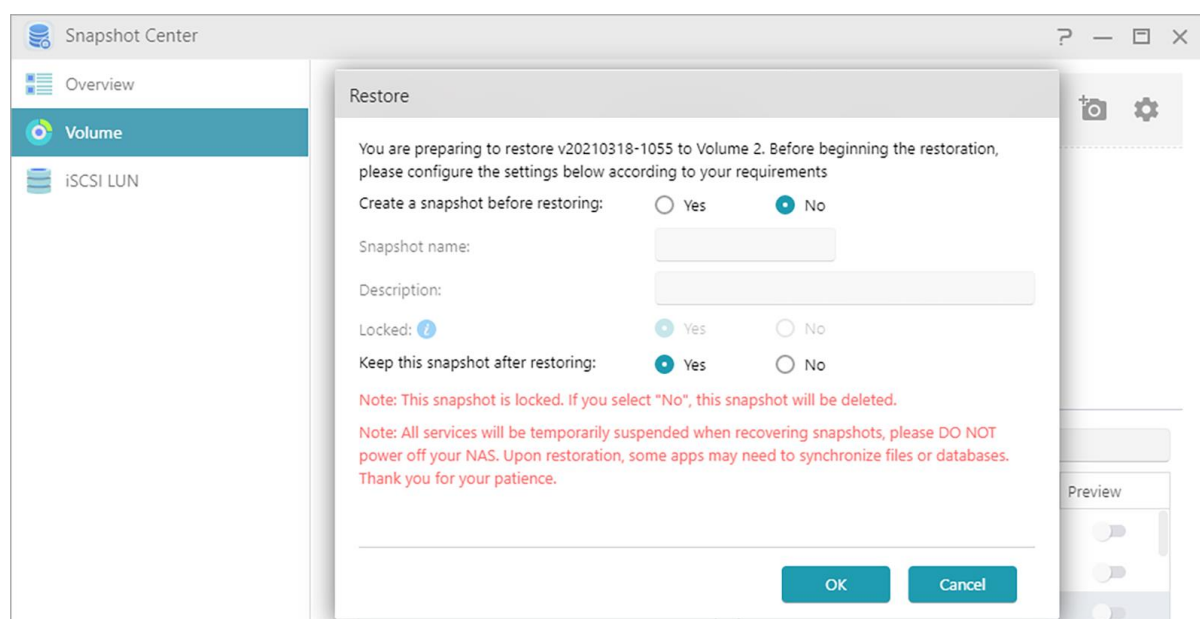 Snapshot Center
Overview
Volume
iSCSI LUN
Restore
You are preparing to restore v20210318-1055 to Volume 2. Before beginning the restoration,
please configure the settings below according to your requirements
Create a snapshot before restoring: Yes No
Snapshot name:
Description:
Locked: Yes No
Keep this snapshot after restoring: Yes No
Note: This snapshot is locked. If you select "No", this snapshot will be deleted.
Note: All services will be temporarily suspended when recovering snapshots, please DO NOT
power off your NAS. Upon restoration, some apps may need to synchronize files or databases.
Thank you for your patience.
Preview
OK Cancel